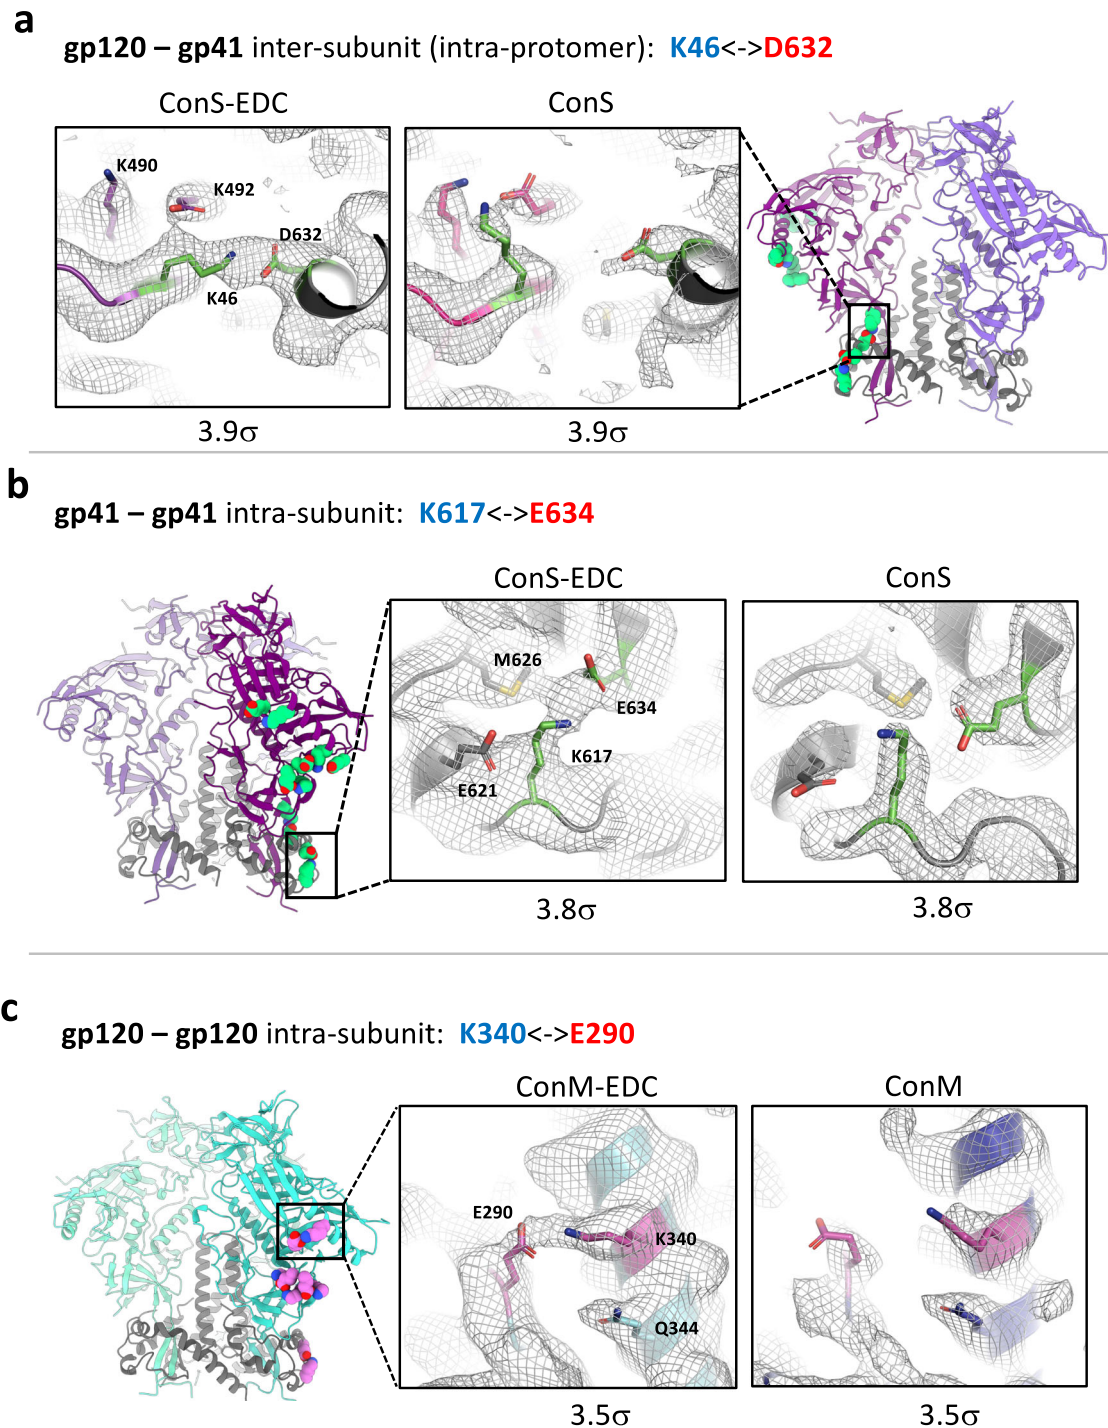 a
gp120 – gp41 inter-subunit (intra-protomer): K46<->D632
ConS-EDC
ConS
K490
K492
D632
K46
3.9σ
3.9σ
b
gp41 – gp41 intra-subunit: K617<->E634
ConS-EDC
ConS
M626
E634
K617
E621
3.8σ
3.8σ
c
gp120 – gp120 intra-subunit: K340<->E290
ConM-EDC
ConM
E290
K340
Q344
3.5σ
3.5σ